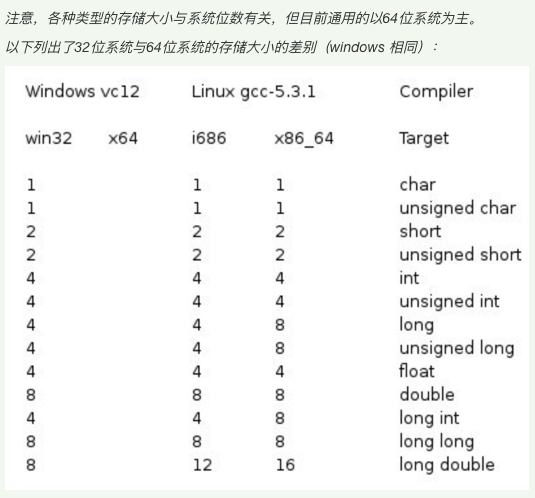 注意，各种类型的存储大小与系统位数有关，但目前通用的以64位系统为主。
以下列出了32位系统与64位系统的存储大小的差别（windows 相同）：
Windows vc12 Linux gcc-5.3.1 Compiler
win32 x64 i686 x86_64 Target
1 1 1 char
1 1 1 unsigned char
2 2 2 short
2 2 2 unsigned short
4 4 4 int
4 4 4 unsigned int
4 4 8 long
4 4 8 unsigned long
4 4 4 float
8 8 8 double
4 4 8 long int
8 8 8 long long
8 12 16 long double